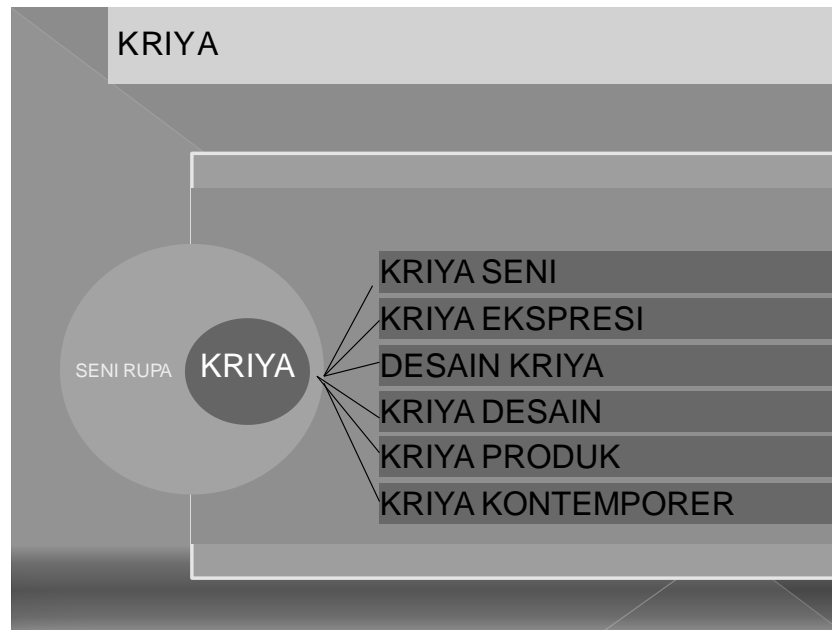 KRIYA
SENI RUPA
KRIYA
KRIYA SENI
KRIYA EKSPRESI
DESAIN KRIYA
KRIYA DESAIN
KRIYA PRODUK
KRIYA KONTEMPORER